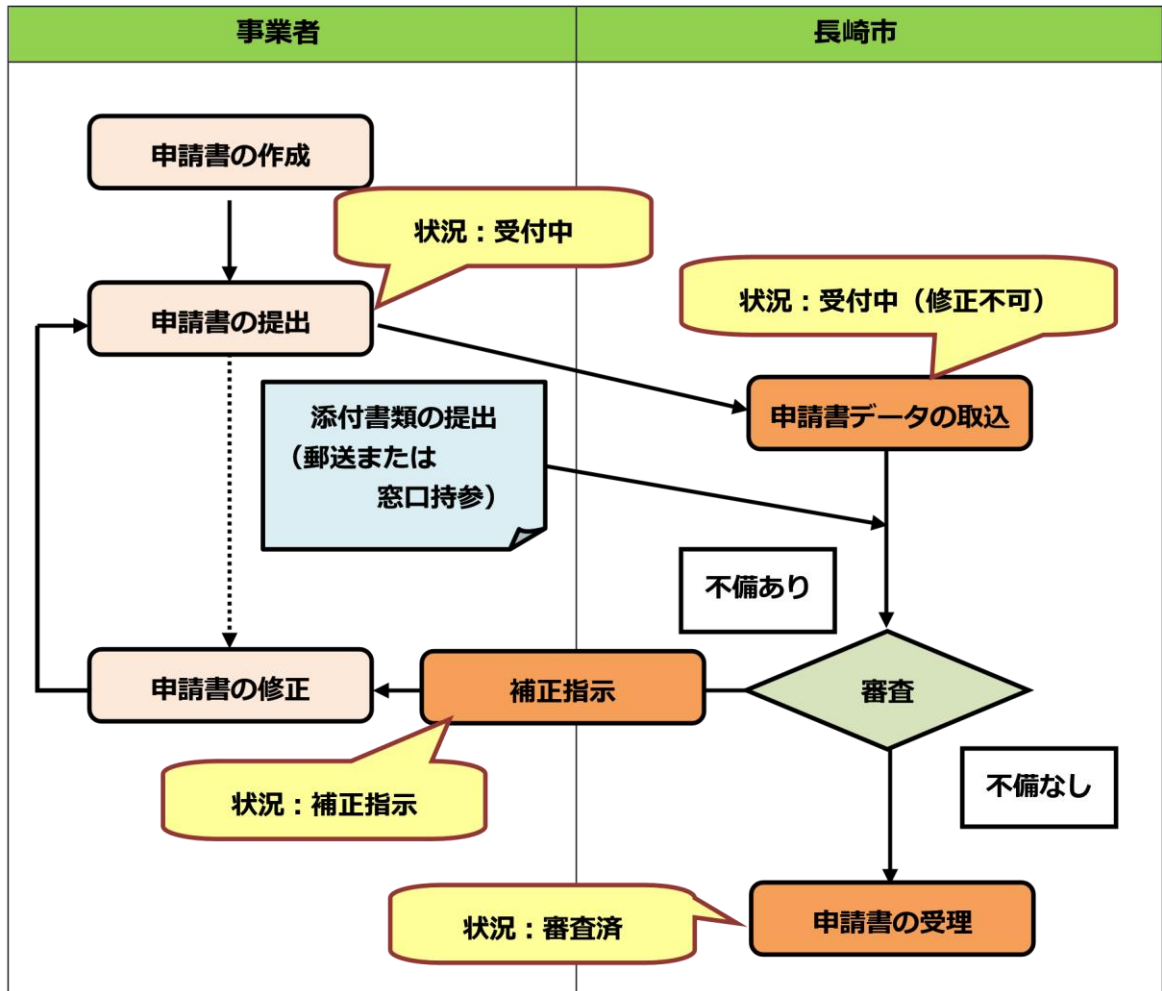 事業者
長崎市
申請書の作成
状況：受付中
状況：受付中（修正不可）
申請書の提出
申請書データの取込
添付書類の提出
（郵送または
窓口持参）
不備あり
申請書の修正
補正指示
審査
状況：補正指示
不備なし
状況：審査済
申請書の受理